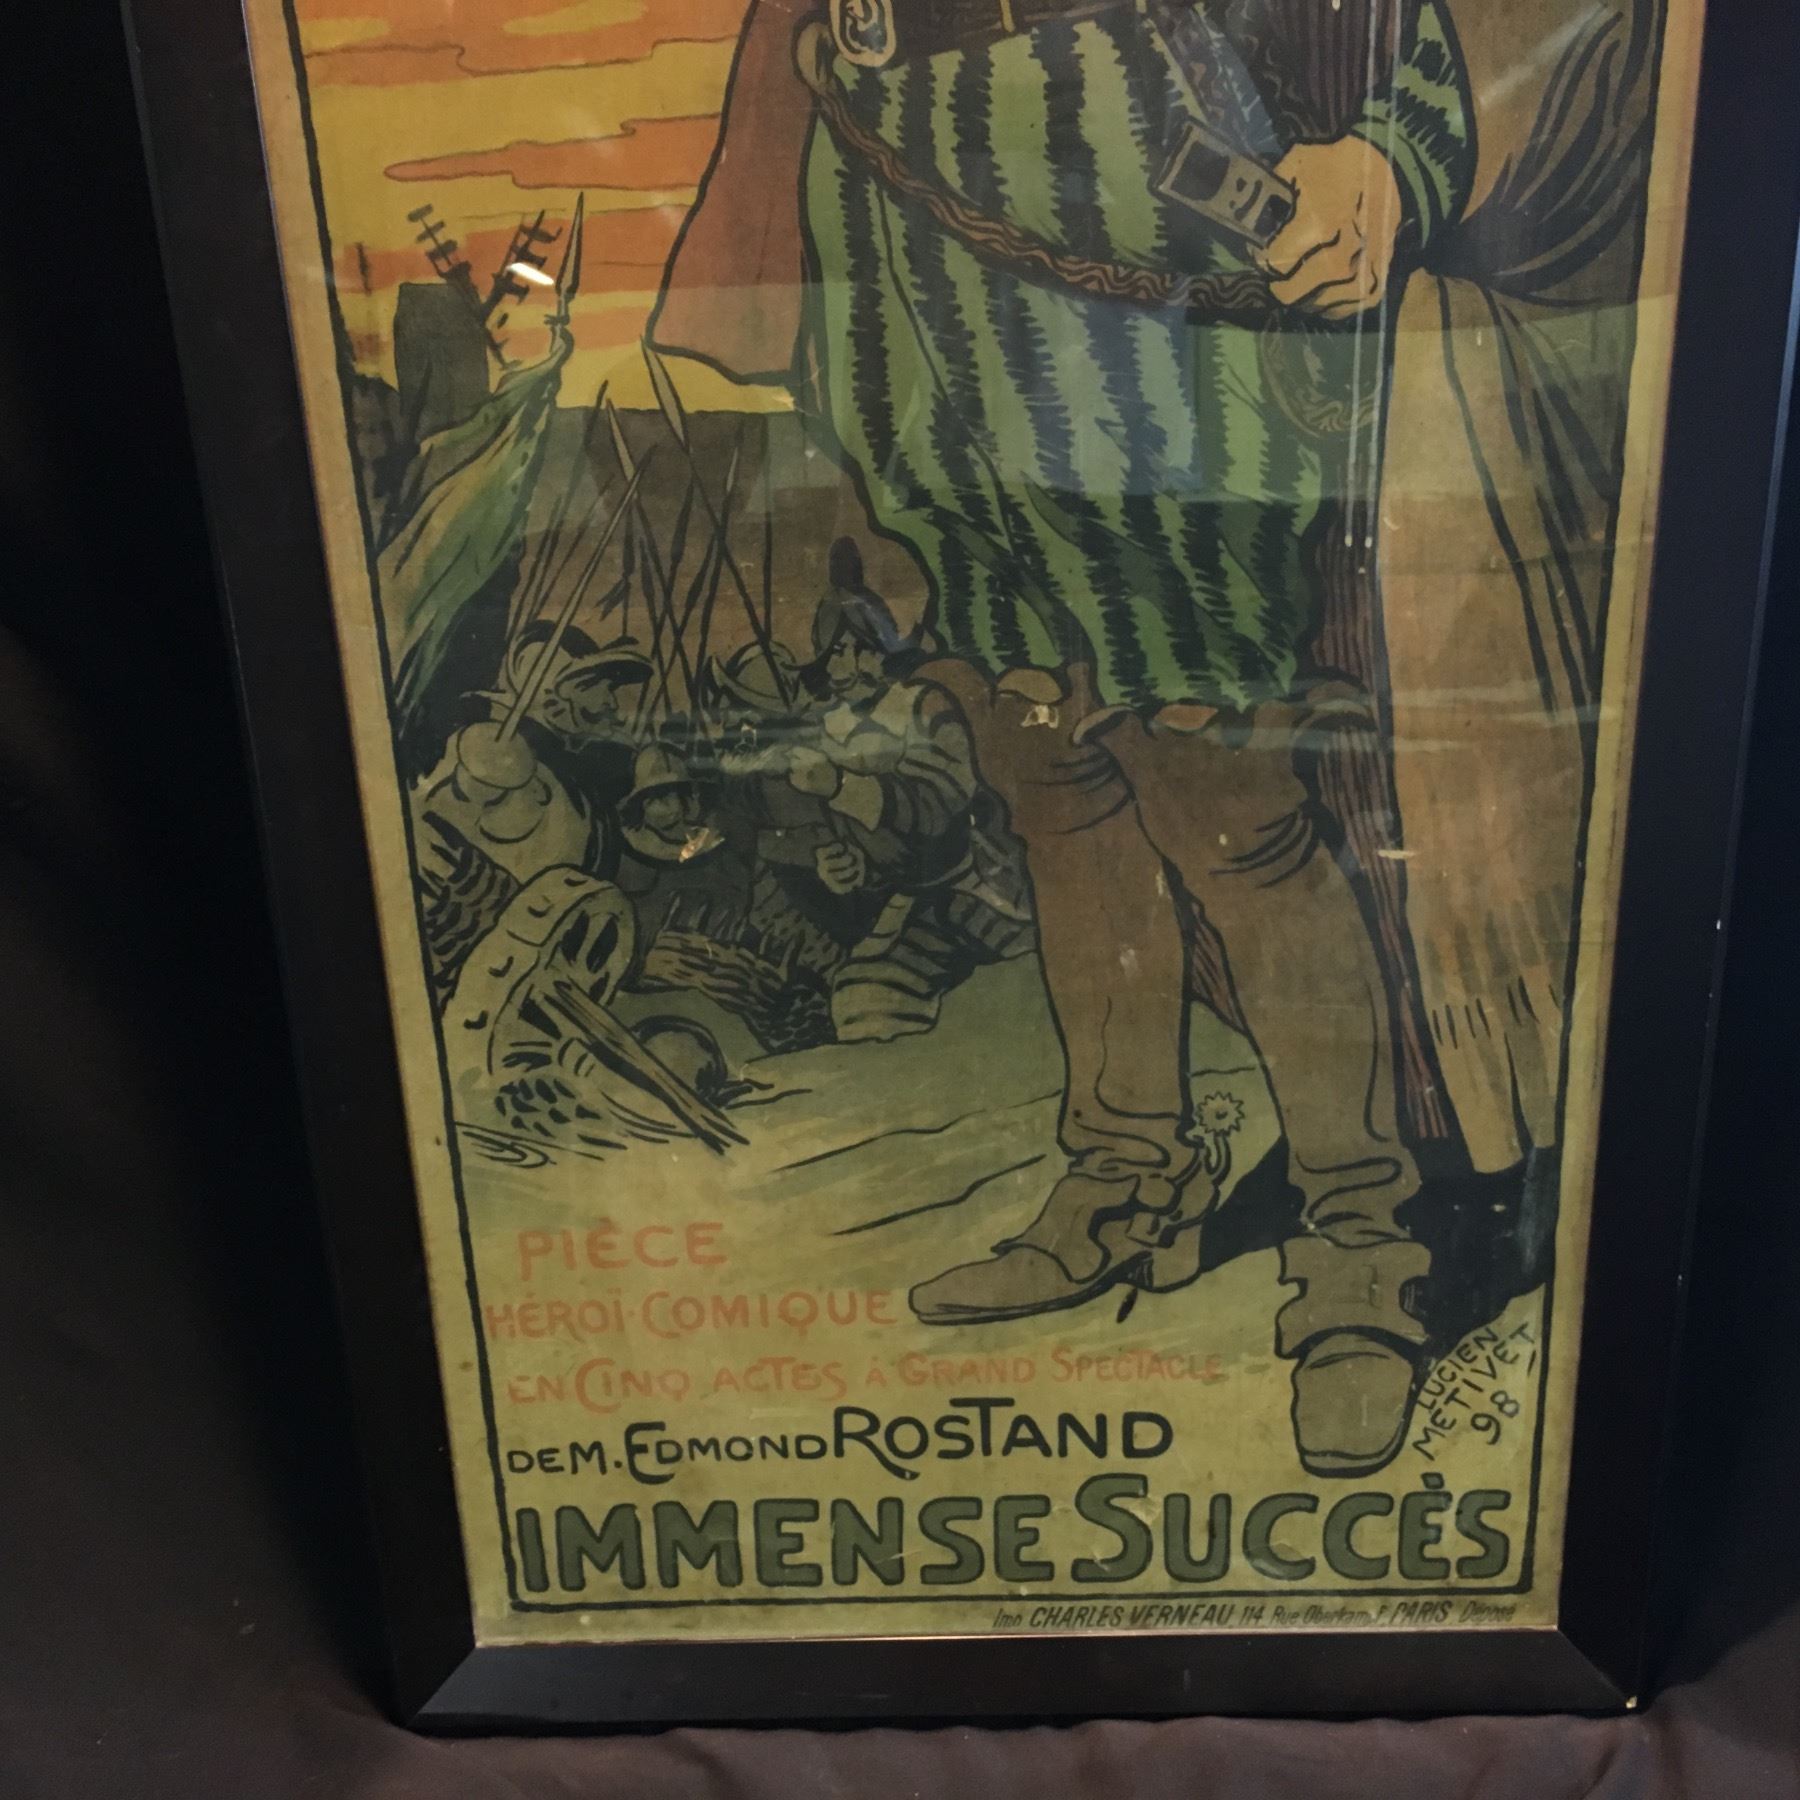 PIÈCE
HÉROÏ-COMIQUE
EN CINQ ACTES À GRAND SPECTACLE
DE M. EDMOND ROSTAND
IMMENSE SUCCÈS
LUCIEN
METIVET
98
Imp CHARLES VERNEAU, 114, Rue Oberkampf, PARIS Déposé